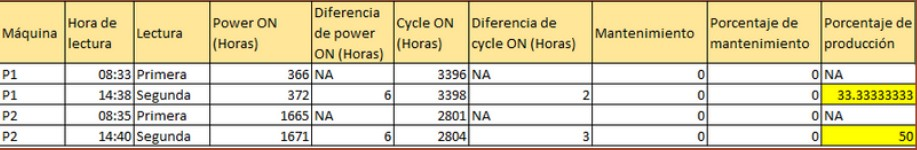 Máquina Hora de lectura Lectura Power ON (Horas) Diferencia de power ON (Horas) Cycle ON (Horas) Diferencia de cycle ON (Horas) Mantenimiento Porcentaje de mantenimiento Porcentaje de producción
P1 08:33 Primera 366 NA 3396 NA 0 0 NA
P1 14:38 Segunda 372 6 3398 2 0 0 33.33333333
P2 08:35 Primera 1665 NA 2801 NA 0 0 NA
P2 14:40 Segunda 1671 6 2804 3 0 0 50